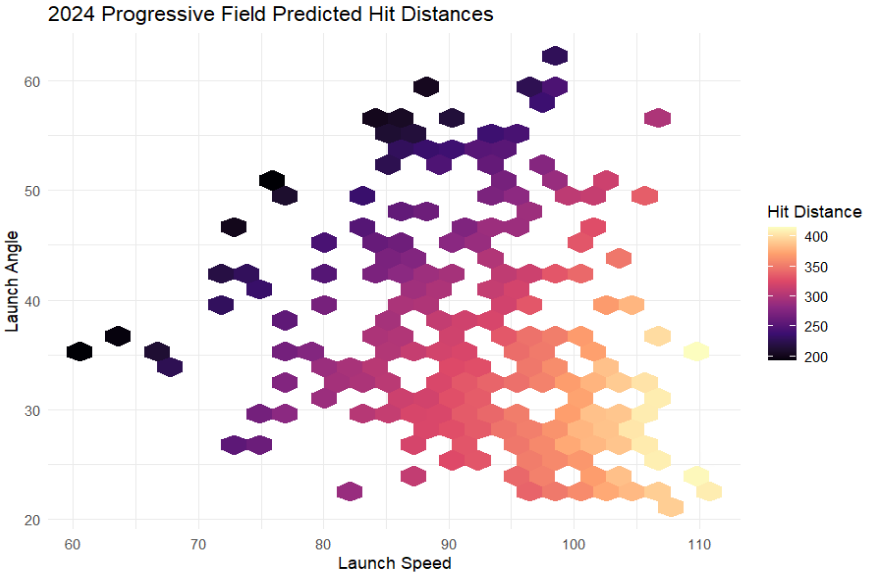 2024 Progressive Field Predicted Hit Distances
60
50
40
30
20
Launch Angle
60 70 80 90 100 110
Launch Speed
Hit Distance
400
350
300
250
200